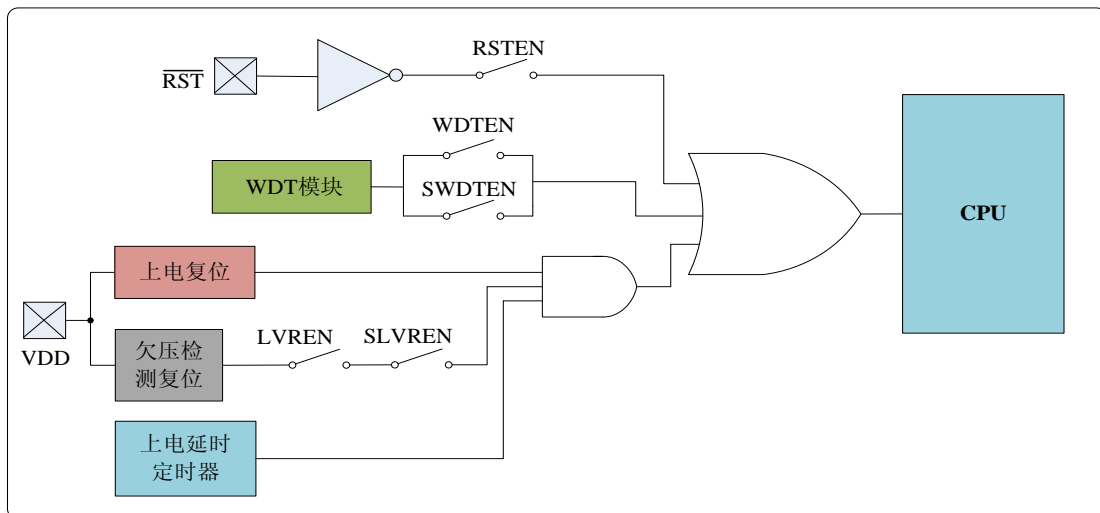 RSTEN
RST
WDTEN
WDT模块
SWDTEN
CPU
上电复位
VDD
LVREN
SLVREN
欠压检
测复位
上电延时
定时器